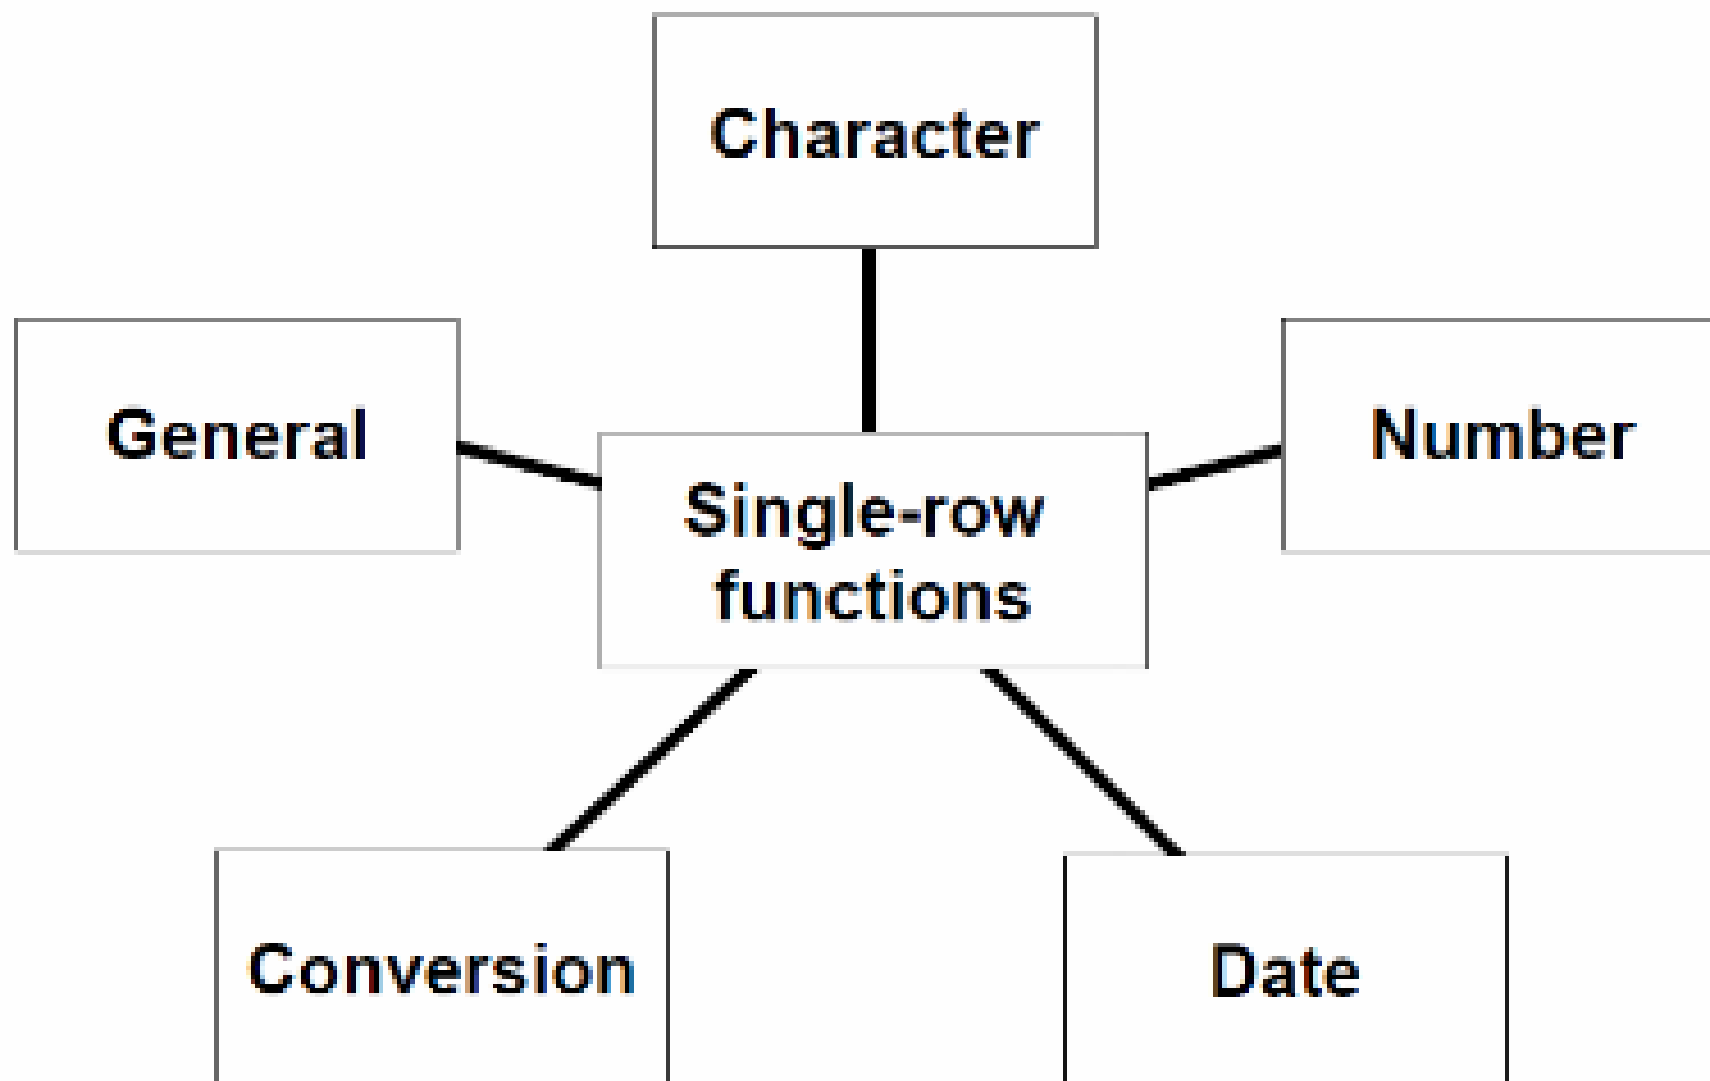 Character
General
Number
Single-row
functions
Conversion
Date